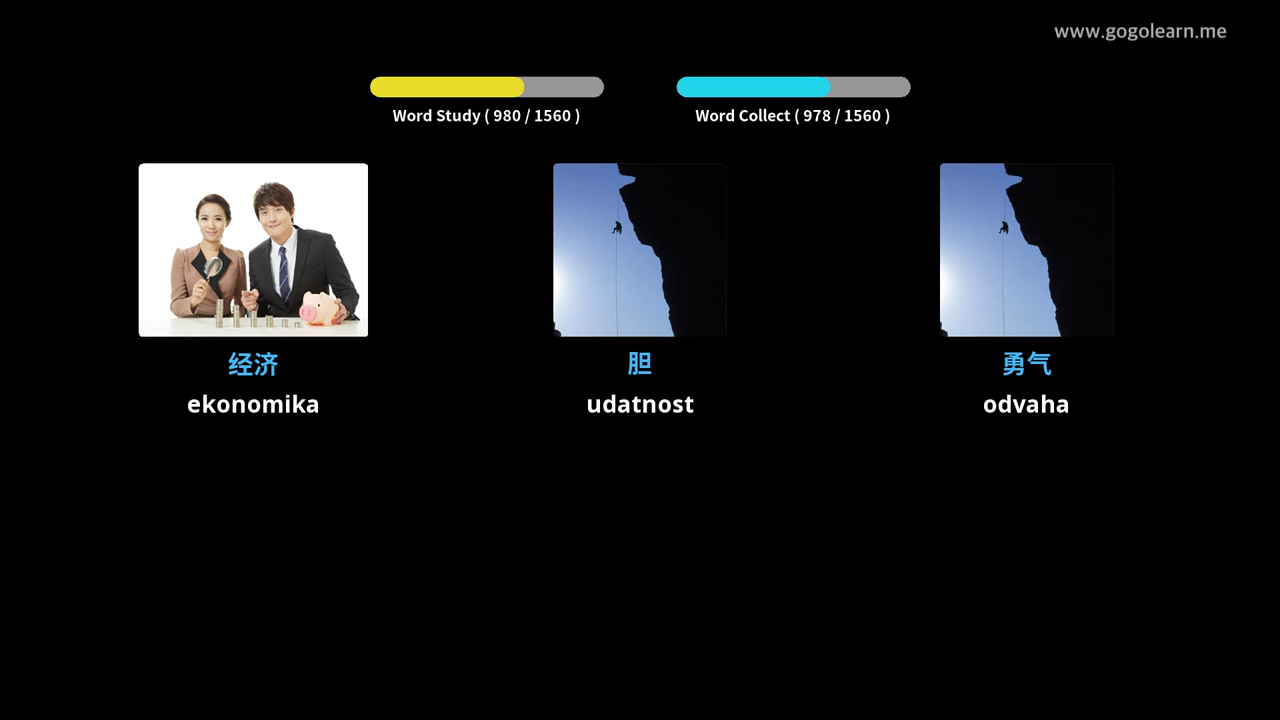 www.gogolearn.me
Word Study ( 980 / 1560 )
Word Collect ( 978 / 1560 )
经济
胆
勇气
ekonomika
udatnost
odvaha